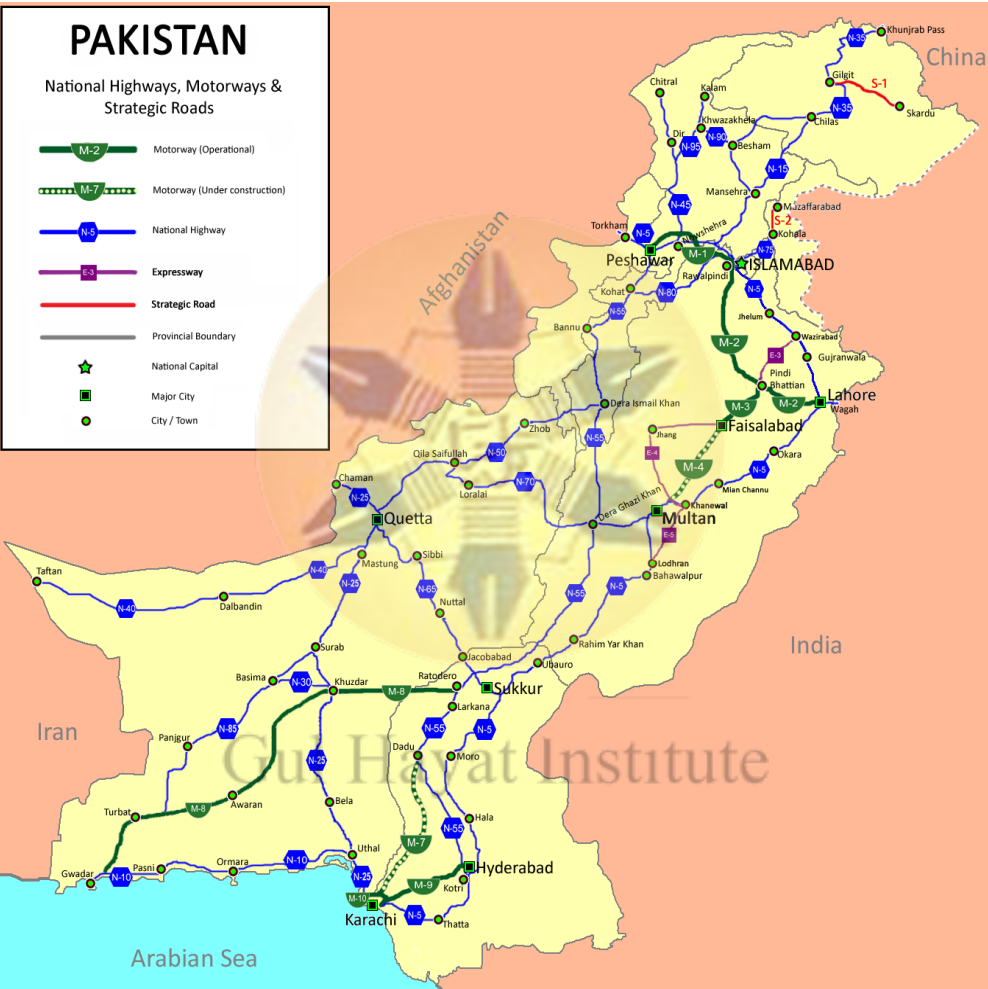 PAKISTAN
National Highways, Motorways &
Strategic Roads
M-2
Motorway (Operational)
M-7
Motorway (Under construction)
N-5
National Highway
E-3
Expressway
Strategic Road
Provincial Boundary
National Capital
Major City
City / Town
Khunjrab Pass
N-35
China
Gilgit
S-1
Chitral
Kalam
N-35
Skardu
Khwazakhela
Chilas
Dir
N-90
N-95
Besham
N-15
Mansehra
N-45
Mazaffarabad
S-2
Torkham
N-5
Nowshehra
Kohala
Peshawar
M-1
N-75
ISLAMABAD
Rawalpindi
Afghanistan
Kohat
N-80
N-5
N-55
Jhelum
Bannu
M-2
Wazirabad
E-3
Gujranwala
Pindi
Bhattian
Lahore
M-3
M-2
Wagah
Dera Ismail Khan
Zhob
Faisalabad
Jhang
N-55
Qila Saifullah
N-50
E-4
Okara
M-4
N-5
Chaman
N-70
Mian Channu
N-25
Loralai
Dera Ghazi Khan
Khanewal
Quetta
Multan
E-5
Sibbi
Mastung
Lodhran
Taftan
N-40
N-25
Bahawalpur
N-65
N-55
N-5
Dalbandin
N-40
Nuttal
Rahim Yar Khan
Surab
India
Jacobabad
Ubauro
Basima
N-30
Khuzdar
Ratodero
M-8
Sukkur
Larkana
N-85
N-55
N-5
Iran
Panjgur
Dadu
Moro
Gul Hayat Institute
N-25
Awaran
Bela
M-8
Turbat
Hala
N-55
M-7
Uthal
Ormara
N-10
Pasni
Gwadar
N-10
N-25
Hyderabad
M-9
Kotri
M-10
Karachi
N-5
Thatta
Arabian Sea